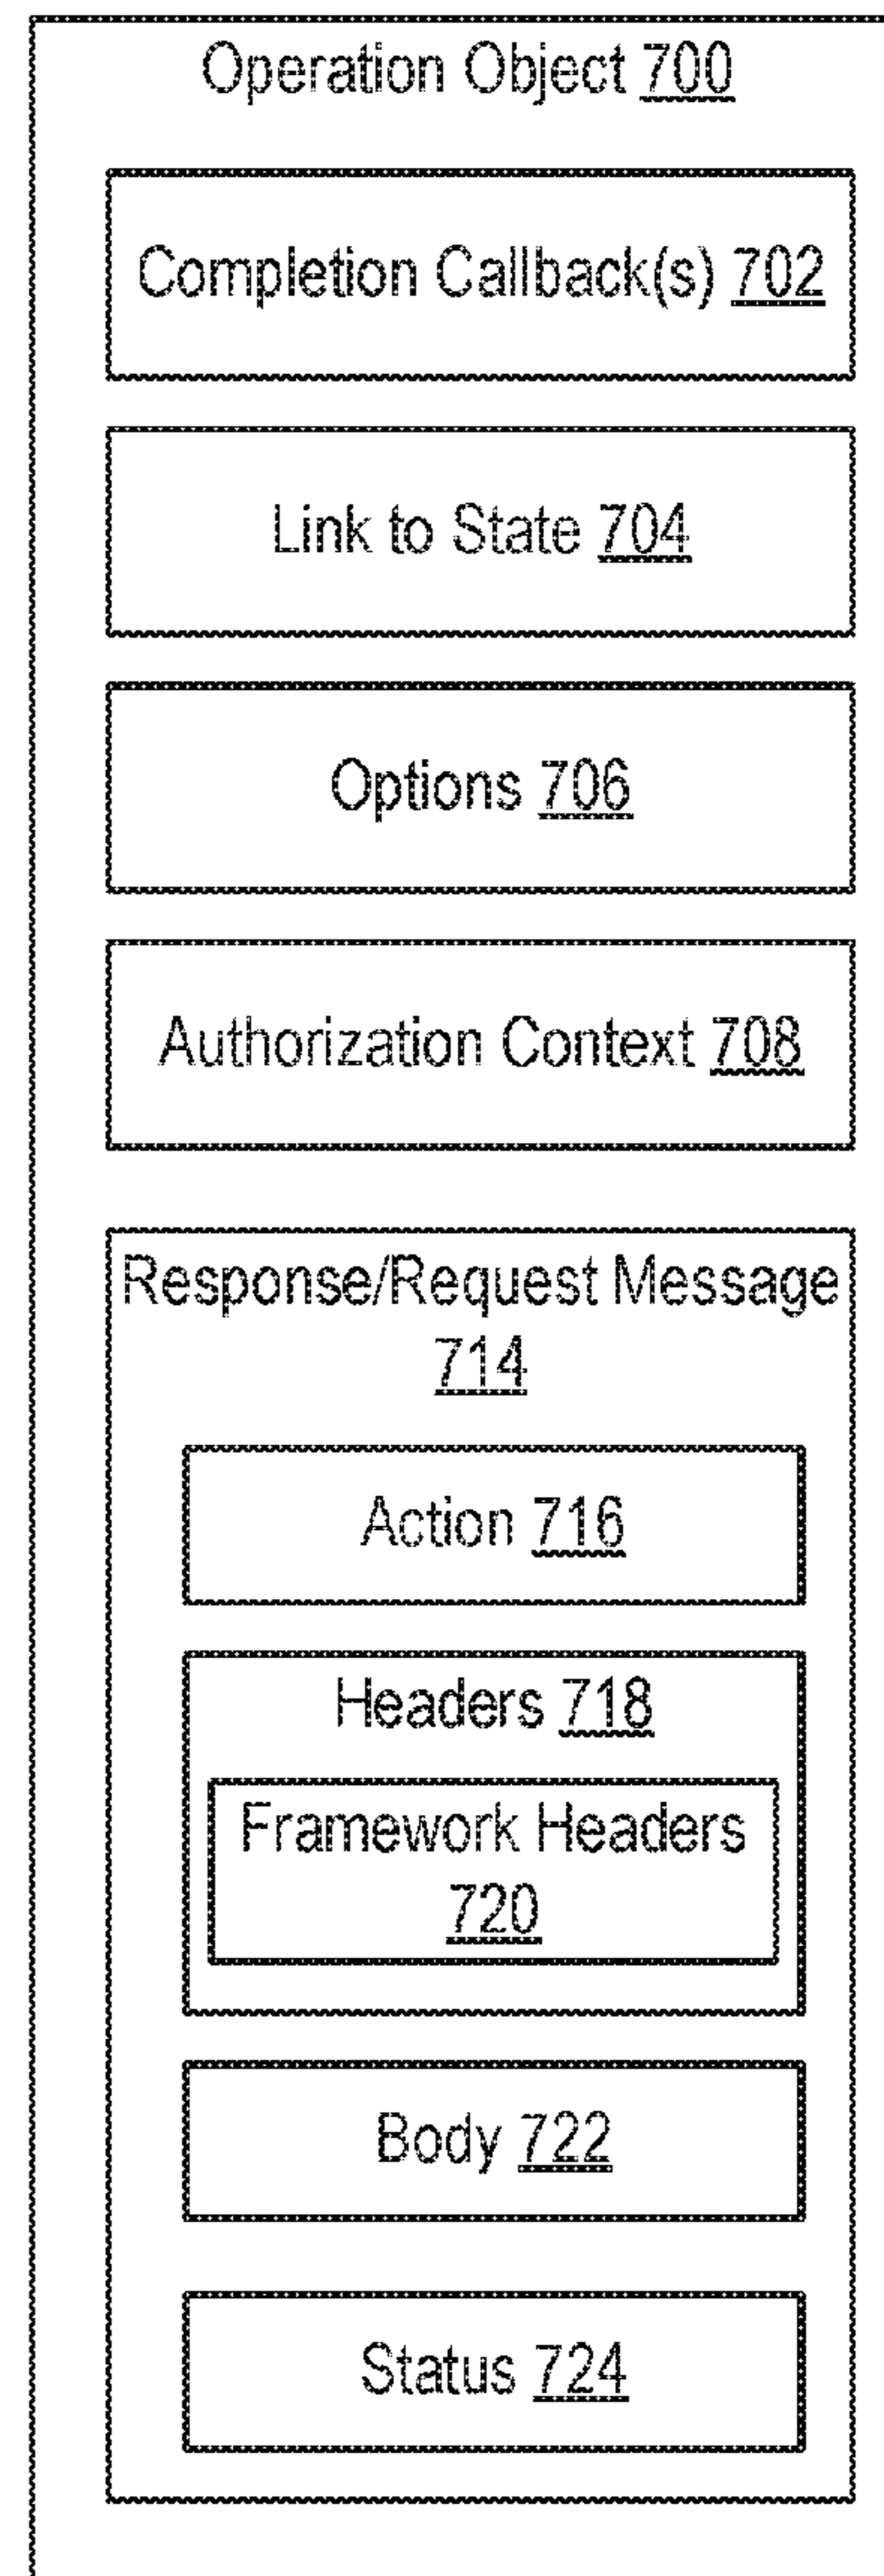 Operation Object 700
Completion Callback(s) 702
Link to State 704
Options 706
Authorization Context 708
Response/Request Message
714
Action 716
Headers 718
Framework Headers
720
Body 722
Status 724